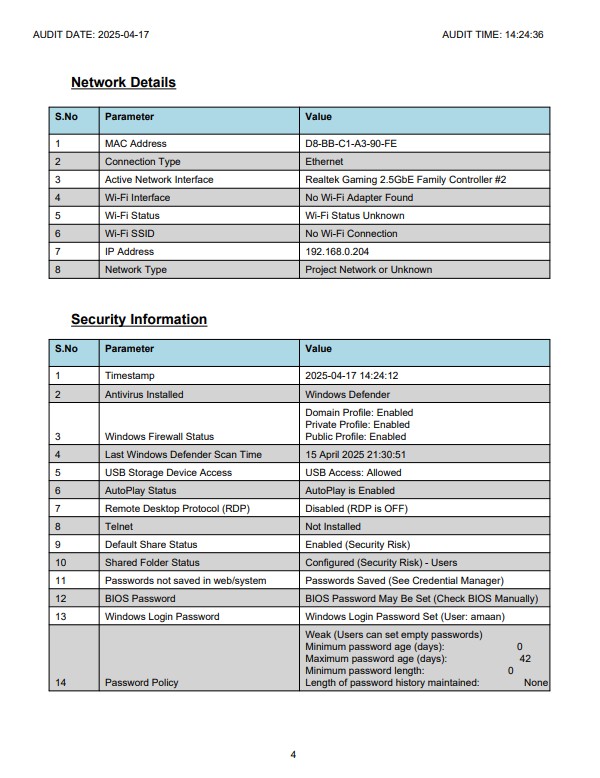 AUDIT DATE: 2025-04-17 AUDIT TIME: 14:24:36
Network Details
S.No Parameter Value
1 MAC Address D8-BB-C1-A3-90-FE
2 Connection Type Ethernet
3 Active Network Interface Realtek Gaming 2.5GbE Family Controller #2
4 Wi-Fi Interface No Wi-Fi Adapter Found
5 Wi-Fi Status Wi-Fi Status Unknown
6 Wi-Fi SSID No Wi-Fi Connection
7 IP Address 192.168.0.204
8 Network Type Project Network or Unknown
Security Information
S.No Parameter Value
1 Timestamp 2025-04-17 14:24:12
2 Antivirus Installed Windows Defender
Domain Profile: Enabled
Private Profile: Enabled
3 Windows Firewall Status Public Profile: Enabled
4 Last Windows Defender Scan Time 15 April 2025 21:30:51
5 USB Storage Device Access USB Access: Allowed
6 AutoPlay Status AutoPlay is Enabled
7 Remote Desktop Protocol (RDP) Disabled (RDP is OFF)
8 Telnet Not Installed
9 Default Share Status Enabled (Security Risk)
10 Shared Folder Status Configured (Security Risk) - Users
11 Passwords not saved in web/system Passwords Saved (See Credential Manager)
12 BIOS Password BIOS Password May Be Set (Check BIOS Manually)
13 Windows Login Password Windows Login Password Set (User: amaan)
Weak (Users can set empty passwords)
Minimum password age (days): 0
Maximum password age (days): 42
Minimum password length: 0
14 Password Policy Length of password history maintained: None
4